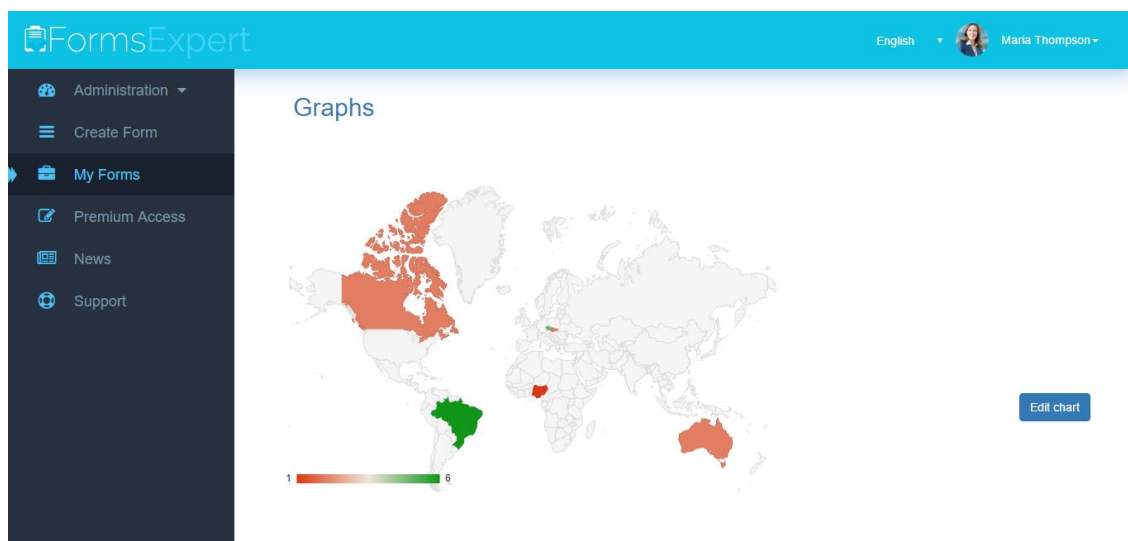 FormsExpert
English
Maria Thompson
Administration
Create Form
My Forms
Premium Access
News
Support
Graphs
Edit chart
1 6